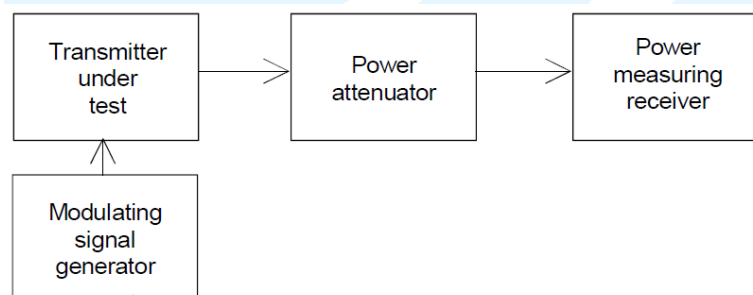 Transmitter
under
test
Power
attenuator
Power
measuring
receiver
Modulating
signal
generator